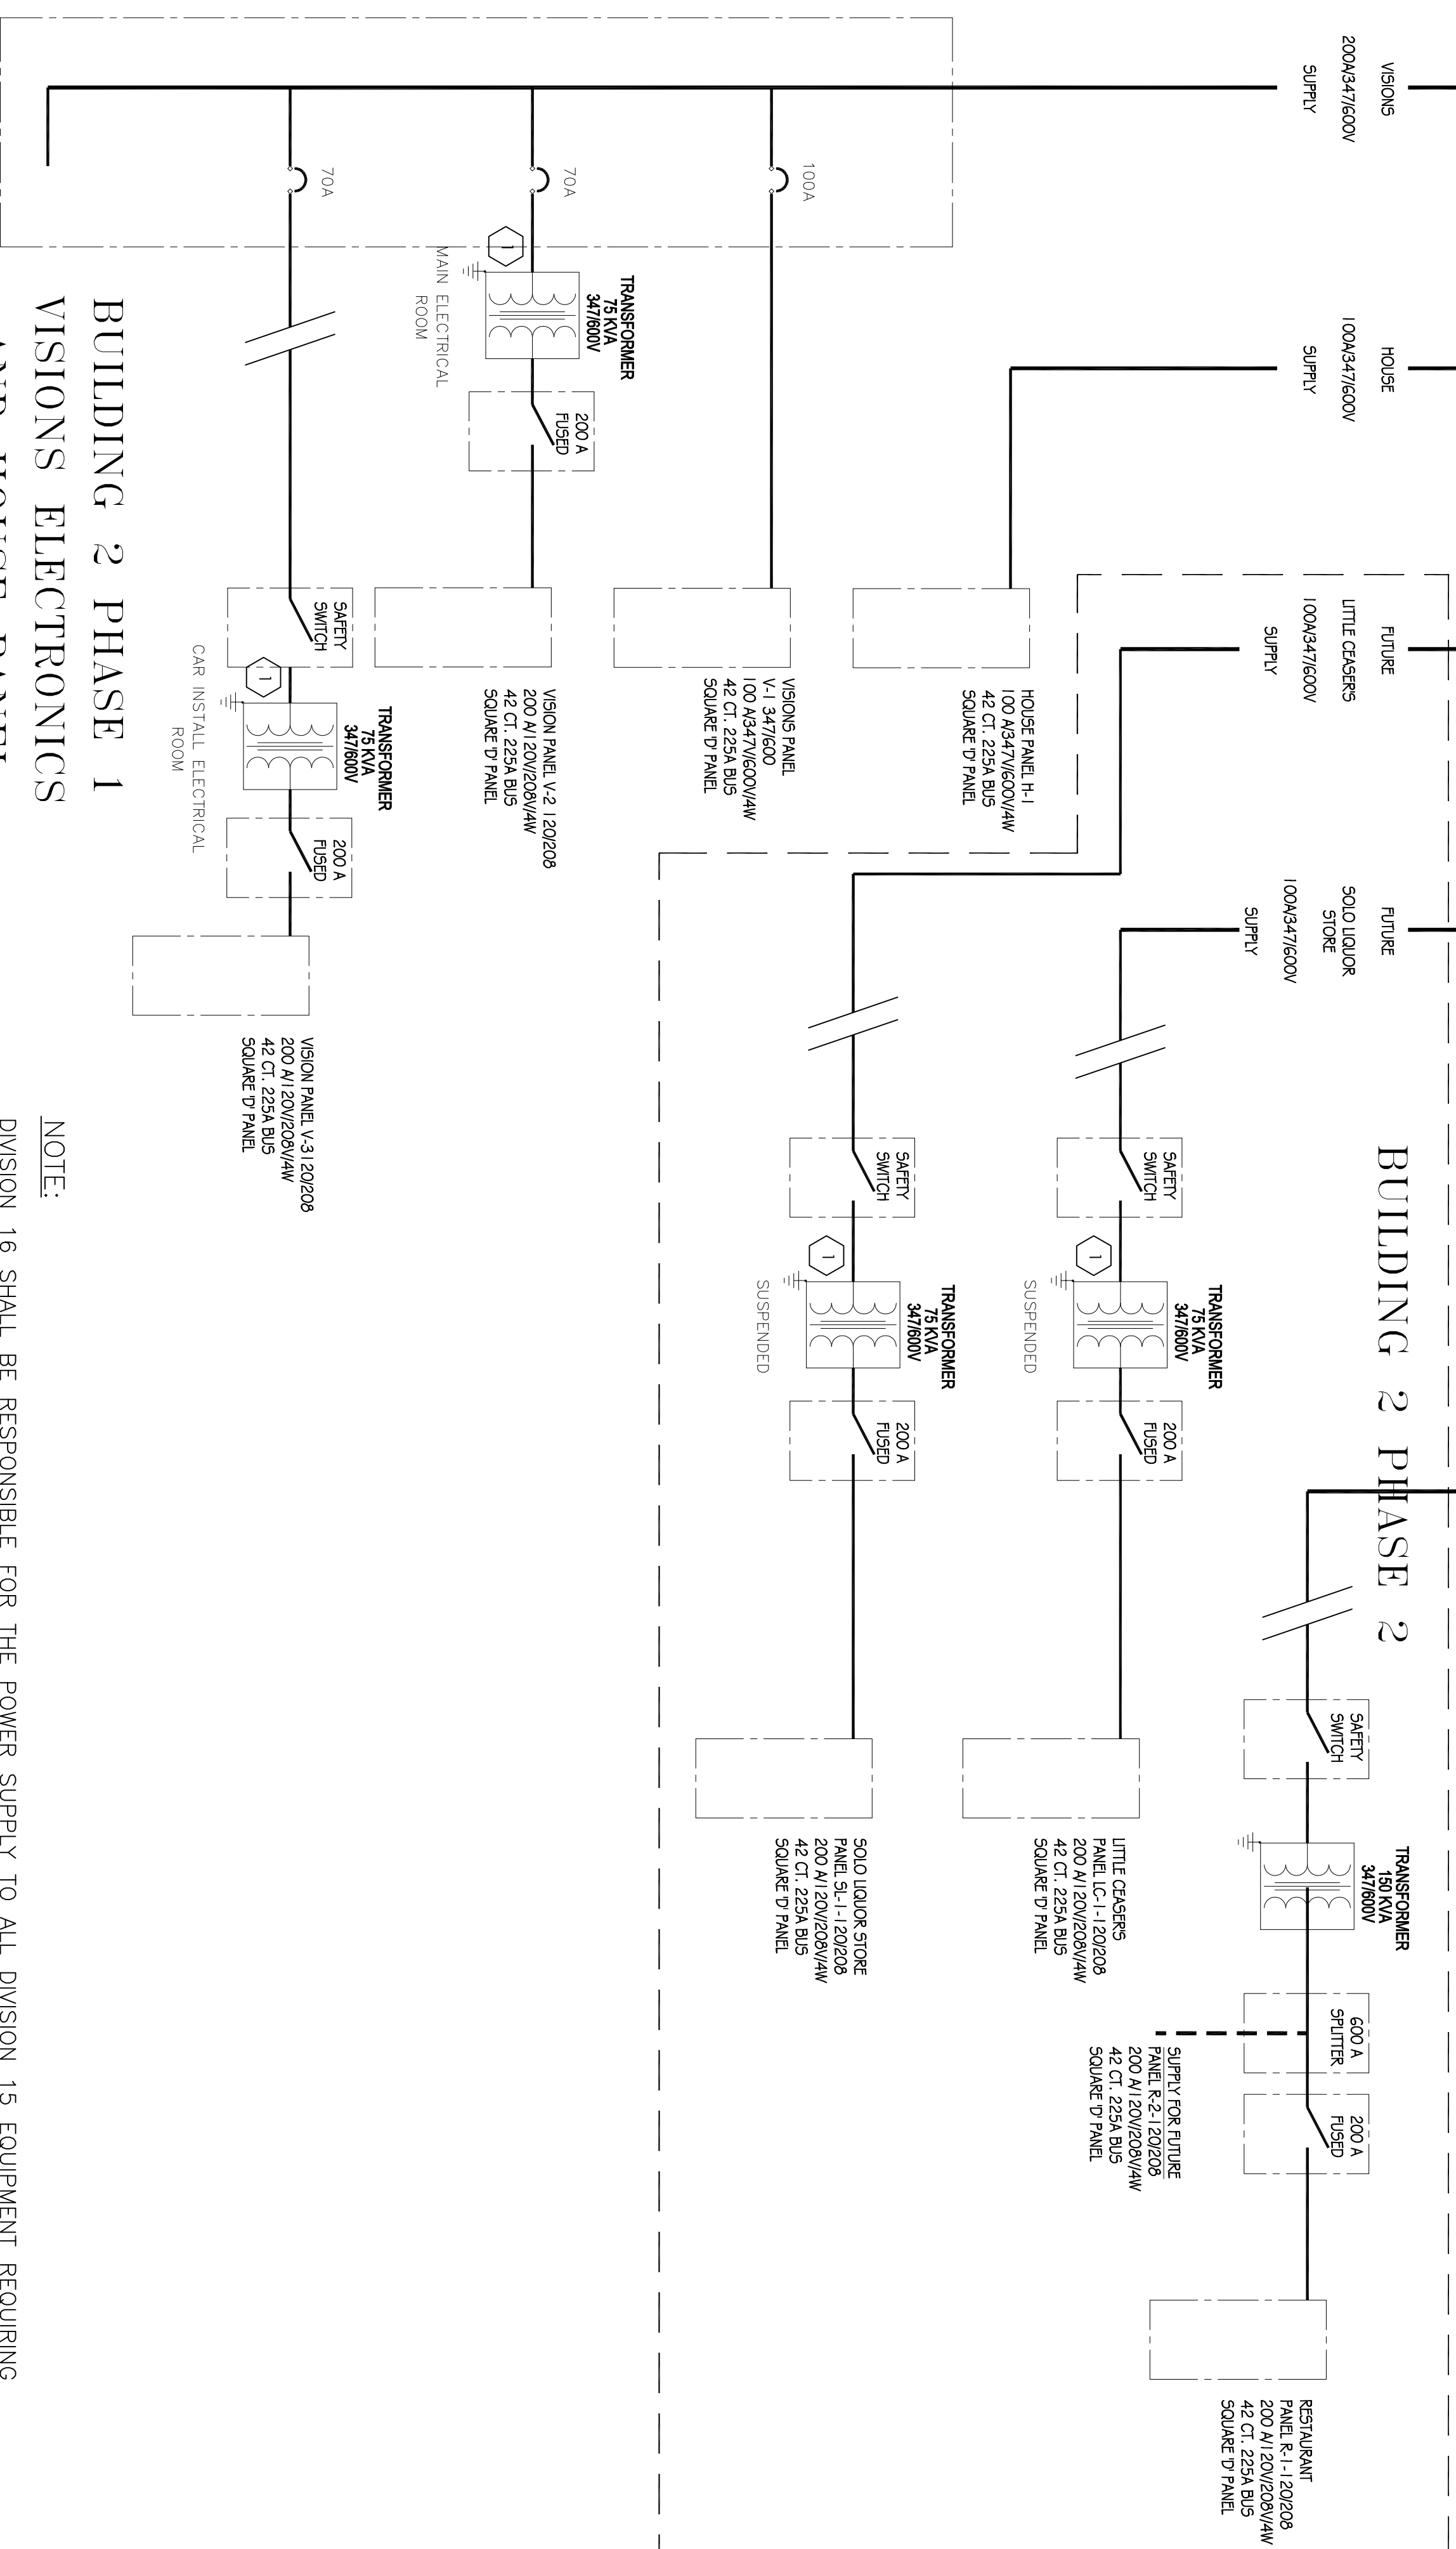 VISIONS
200A/347/600V
SUPPLY
HOUSE
100A/347/600V
SUPPLY
FUTURE
LITTLE CEASER'S
100A/347/600V
SUPPLY
FUTURE
SOLO LIQUOR
STORE
100A/347/600V
SUPPLY
BUILDING 2 PHASE 2
SAFETY
SWITCH
TRANSFORMER
150 KVA
347/600V
600 A
SPLITTER
200 A
FUSED
RESTAURANT
PANEL R-1-120/208
200 A/120V/208V/4W
42 CT. 225A BUS
SQUARE 'D' PANEL
SUPPLY FOR FUTURE
PANEL R-2-120/208
200 A/120V/208V/4W
42 CT. 225A BUS
SQUARE 'D' PANEL
SAFETY
SWITCH
1
TRANSFORMER
75 KVA
347/600V
SUSPENDED
200 A
FUSED
LITTLE CEASER'S
PANEL LC-1-120/208
200 A/120V/208V/4W
42 CT. 225A BUS
SQUARE 'D' PANEL
SAFETY
SWITCH
1
TRANSFORMER
75 KVA
347/600V
SUSPENDED
200 A
FUSED
SOLO LIQUOR STORE
PANEL SL-1-120/208
200 A/120V/208V/4W
42 CT. 225A BUS
SQUARE 'D' PANEL
HOUSE PANEL H-1
100 A/347V/600V/4W
42 CT. 225A BUS
SQUARE 'D' PANEL
100A
VISIONS PANEL
V-1 347/600
100 A/347V/600V/4W
42 CT. 225A BUS
SQUARE 'D' PANEL
70A
1
TRANSFORMER
75 KVA
347/600V
MAIN ELECTRICAL
ROOM
200 A
FUSED
VISION PANEL V-2 120/208
200 A/120V/208V/4W
42 CT. 225A BUS
SQUARE 'D' PANEL
70A
SAFETY
SWITCH
1
TRANSFORMER
75 KVA
347/600V
CAR INSTALL ELECTRICAL
ROOM
200 A
FUSED
VISION PANEL V-3 120/208
200 A/120V/208V/4W
42 CT. 225A BUS
SQUARE 'D' PANEL
BUILDING 2 PHASE 1
VISIONS ELECTRONICS
AND HOUSE PANEL
NOTE:
DIVISION 16 SHALL BE RESPONSIBLE FOR THE POWER SUPPLY TO ALL DIVISION 15 EQUIPMENT REQUIRING